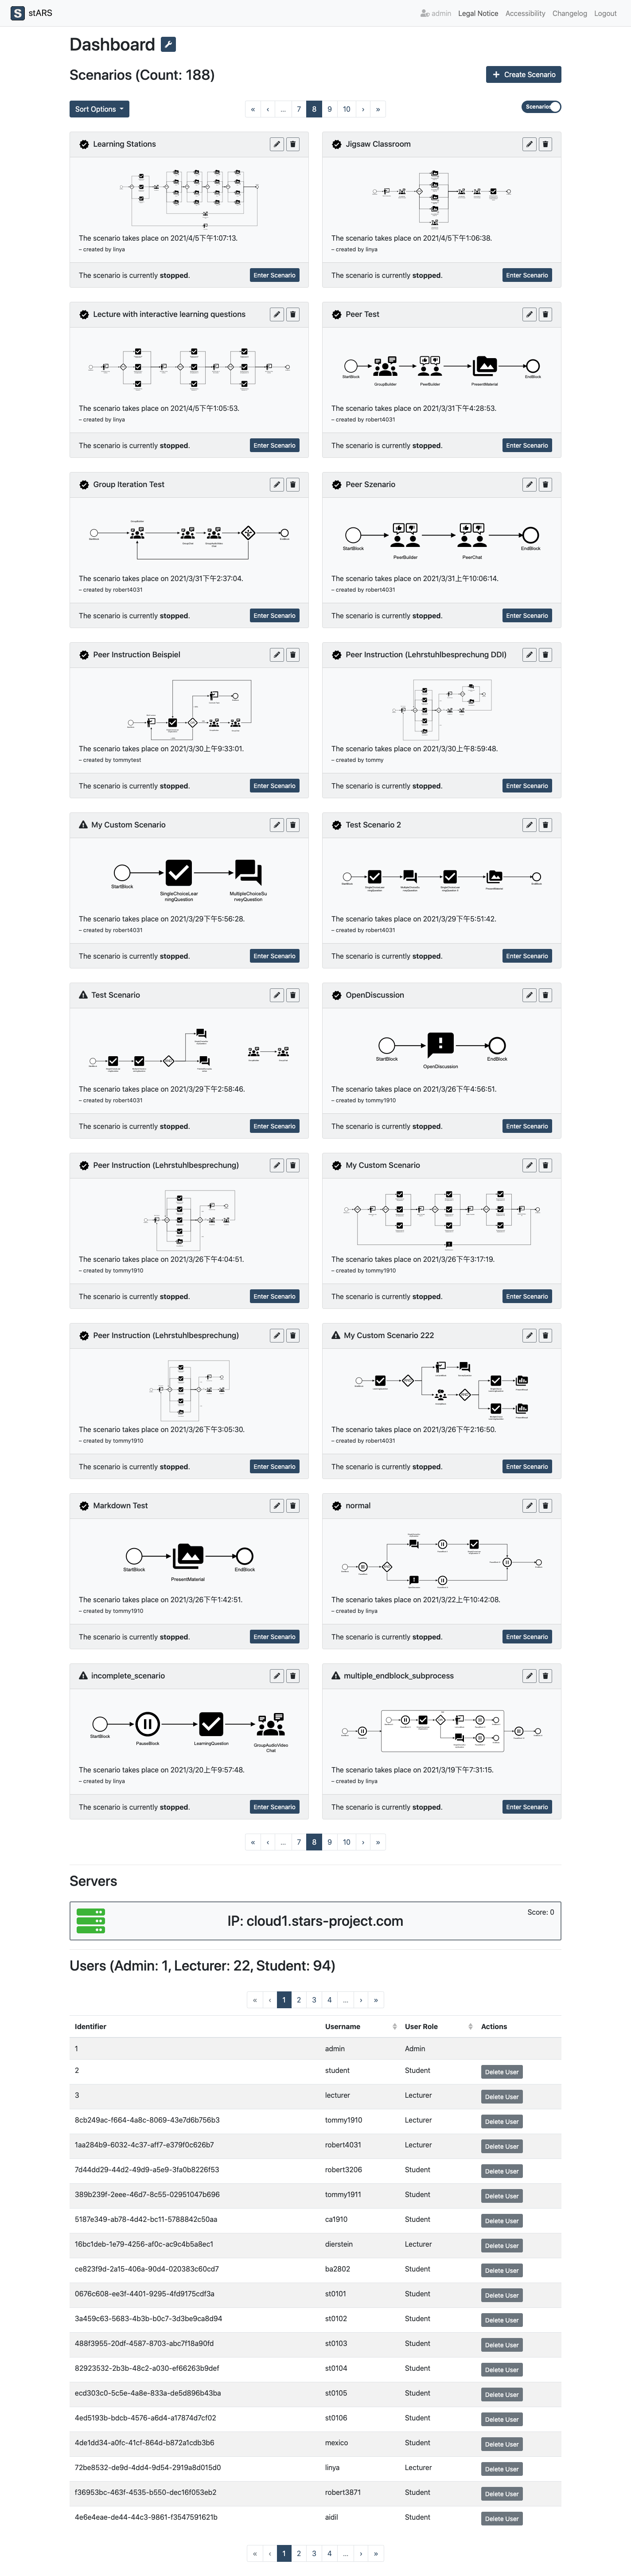 S stARS
admin Legal Notice Accessibility Changelog Logout
Dashboard
Scenarios (Count: 188)
Create Scenario
Sort Options
« ‹ ... 7 8 9 10 › »
Scenarios
Learning Stations
The scenario takes place on 2021/4/5下午1:07:13.
– created by linya
The scenario is currently stopped.
Enter Scenario
Jigsaw Classroom
The scenario takes place on 2021/4/5下午1:06:38.
– created by linya
The scenario is currently stopped.
Enter Scenario
Lecture with interactive learning questions
The scenario takes place on 2021/4/5下午1:05:53.
– created by linya
The scenario is currently stopped.
Enter Scenario
Peer Test
StartBlock
GroupBuilder
PeerBuilder
PresentMaterial
EndBlock
The scenario takes place on 2021/3/31下午4:28:53.
– created by robert4031
The scenario is currently stopped.
Enter Scenario
Group Iteration Test
The scenario takes place on 2021/3/31下午2:37:04.
– created by robert4031
The scenario is currently stopped.
Enter Scenario
Peer Szenario
StartBlock
PeerBuilder
PeerChat
EndBlock
The scenario takes place on 2021/3/31上午10:06:14.
– created by robert4031
The scenario is currently stopped.
Enter Scenario
Peer Instruction Beispiel
The scenario takes place on 2021/3/30上午9:33:01.
– created by tommytest
The scenario is currently stopped.
Enter Scenario
Peer Instruction (Lehrstuhlbesprechung DDI)
The scenario takes place on 2021/3/30上午8:59:48.
– created by tommy
The scenario is currently stopped.
Enter Scenario
My Custom Scenario
StartBlock
SingleChoiceLear
ningQuestion
MultipleChoiceSu
rveyQuestion
The scenario takes place on 2021/3/29下午5:56:28.
– created by robert4031
The scenario is currently stopped.
Enter Scenario
Test Scenario 2
The scenario takes place on 2021/3/29下午5:51:42.
– created by robert4031
The scenario is currently stopped.
Enter Scenario
Test Scenario
The scenario takes place on 2021/3/29下午2:58:46.
– created by robert4031
The scenario is currently stopped.
Enter Scenario
OpenDiscussion
StartBlock
OpenDiscussion
EndBlock
The scenario takes place on 2021/3/26下午4:56:51.
– created by tommy1910
The scenario is currently stopped.
Enter Scenario
Peer Instruction (Lehrstuhlbesprechung)
The scenario takes place on 2021/3/26下午4:04:51.
– created by tommy1910
The scenario is currently stopped.
Enter Scenario
My Custom Scenario
The scenario takes place on 2021/3/26下午3:17:19.
– created by tommy1910
The scenario is currently stopped.
Enter Scenario
Peer Instruction (Lehrstuhlbesprechung)
The scenario takes place on 2021/3/26下午3:05:30.
– created by tommy1910
The scenario is currently stopped.
Enter Scenario
My Custom Scenario 222
The scenario takes place on 2021/3/26下午2:16:50.
– created by robert4031
The scenario is currently stopped.
Enter Scenario
Markdown Test
StartBlock
PresentMaterial
EndBlock
The scenario takes place on 2021/3/26下午1:42:51.
– created by tommy1910
The scenario is currently stopped.
Enter Scenario
normal
The scenario takes place on 2021/3/22上午10:42:08.
– created by linya
The scenario is currently stopped.
Enter Scenario
incomplete_scenario
StartBlock
PauseBlock
LearningQuestion
GroupAudioVideo
Chat
The scenario takes place on 2021/3/20上午9:57:48.
– created by linya
The scenario is currently stopped.
Enter Scenario
multiple_endblock_subprocess
The scenario takes place on 2021/3/19下午7:31:15.
– created by linya
The scenario is currently stopped.
Enter Scenario
« ‹ ... 7 8 9 10 › »
Servers
IP: cloud1.stars-project.com
Score: 0
Users (Admin: 1, Lecturer: 22, Student: 94)
« ‹ 1 2 3 4 ... › »
Identifier Username User Role Actions
1 admin Admin
2 student Student Delete User
3 lecturer Lecturer Delete User
8cb249ac-f664-4a8c-8069-43e7d6b756b3 tommy1910 Lecturer Delete User
1aa284b9-6032-4c37-aff7-e379f0c626b7 robert4031 Lecturer Delete User
7d44dd29-44d2-49d9-a5e9-3fa0b8226f53 robert3206 Student Delete User
389b239f-2eee-46d7-8c55-02951047b696 tommy1911 Student Delete User
5187e349-ab78-4d42-bc11-5788842c50aa ca1910 Student Delete User
16bc1deb-1e79-4256-af0c-ac9c4b5a8ec1 dierstein Lecturer Delete User
ce823f9d-2a15-406a-90d4-020383c60cd7 ba2802 Student Delete User
0676c608-ee3f-4401-9295-4fd9175cdf3a st0101 Student Delete User
3a459c63-5683-4b3b-b0c7-3d3be9ca8d94 st0102 Student Delete User
488f3955-20df-4587-8703-abc7f18a90fd st0103 Student Delete User
82923532-2b3b-48c2-a030-ef66263b9def st0104 Student Delete User
ecd303c0-5c5e-4a8e-833a-de5d896b43ba st0105 Student Delete User
4ed5193b-bdcb-4576-a6d4-a17874d7cf02 st0106 Student Delete User
4de1dd34-a0fc-41cf-864d-b872a1cdb3b6 mexico Student Delete User
72be8532-de9d-4dd4-9d54-2919a8d015d0 linya Lecturer Delete User
f36953bc-463f-4535-b550-dec16f053eb2 robert3871 Student Delete User
4e6e4eae-de44-44c3-9861-f3547591621b aidil Student Delete User
« ‹ 1 2 3 4 ... › »